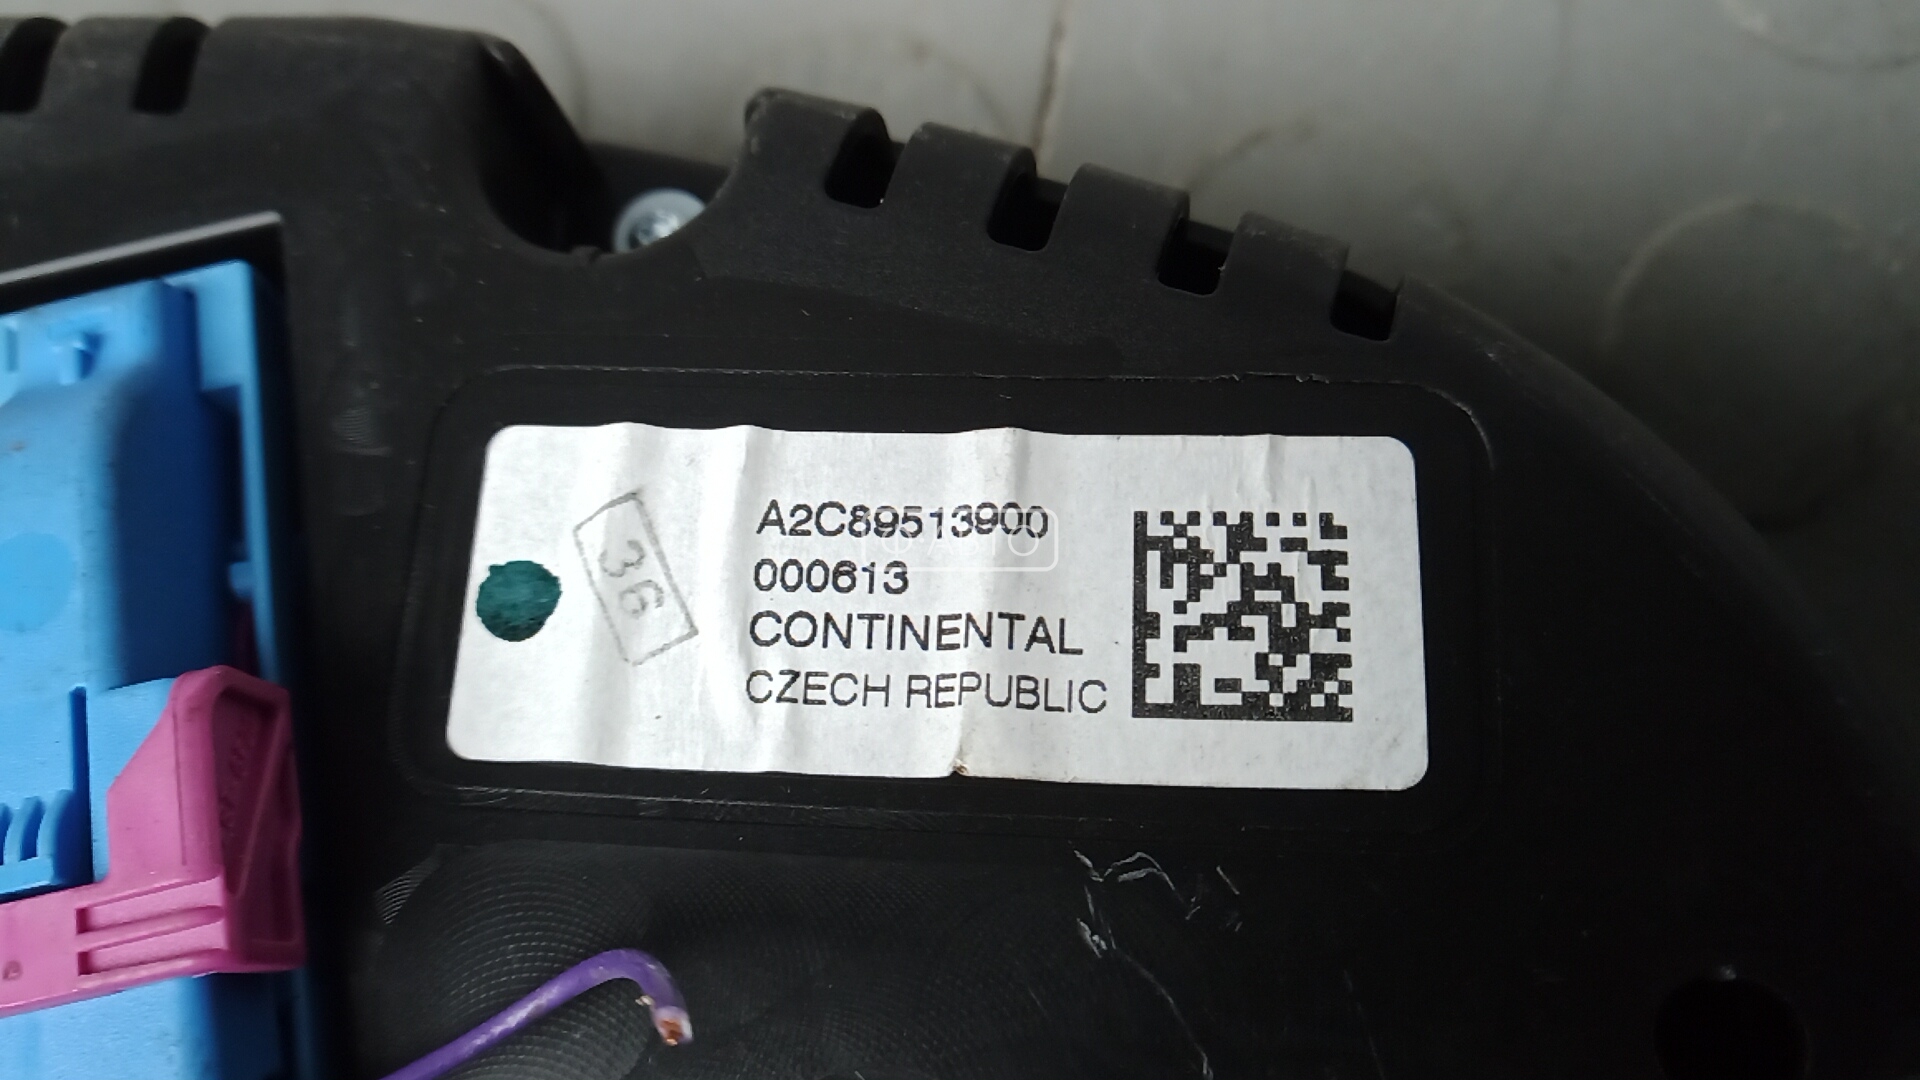 A2C89513900
000613
CONTINENTAL
CZECH REPUBLIC
36